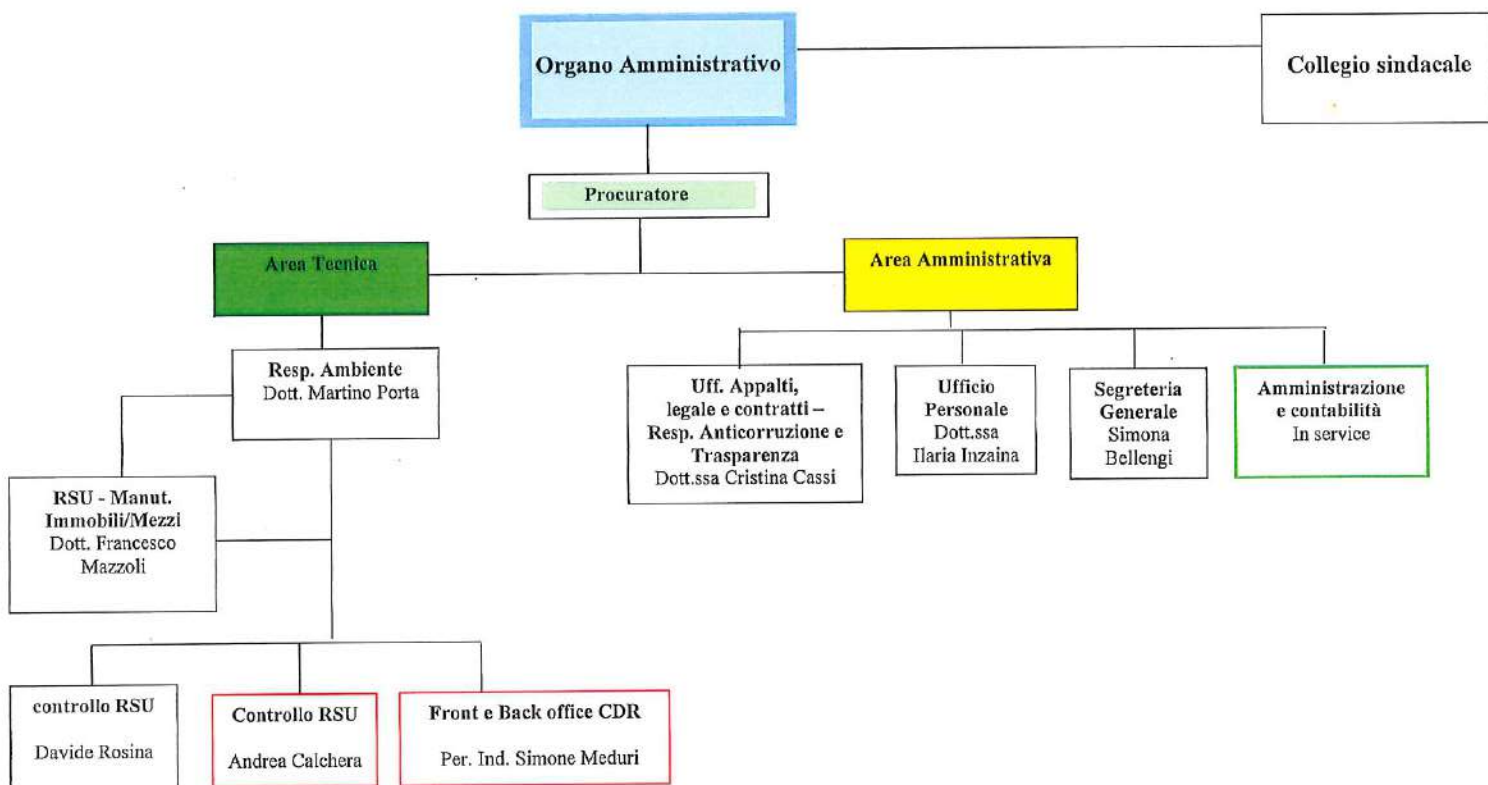 Organo Amministrativo
Collegio sindacale
Procuratore
Area Tecnica
Area Amministrativa
Resp. Ambiente
Dott. Martino Porta
Uff. Appalti,
legale e contratti –
Resp. Anticorruzione e
Trasparenza
Dott.ssa Cristina Cassi
Ufficio
Personale
Dott.ssa
Ilaria Inzaina
Segreteria
Generale
Simona
Bellengi
Amministrazione
e contabilità
In service
RSU - Manut.
Immobili/Mezzi
Dott. Francesco
Mazzoli
controllo RSU
Davide Rosina
Controllo RSU
Andrea Calchera
Front e Back office CDR
Per. Ind. Simone Meduri